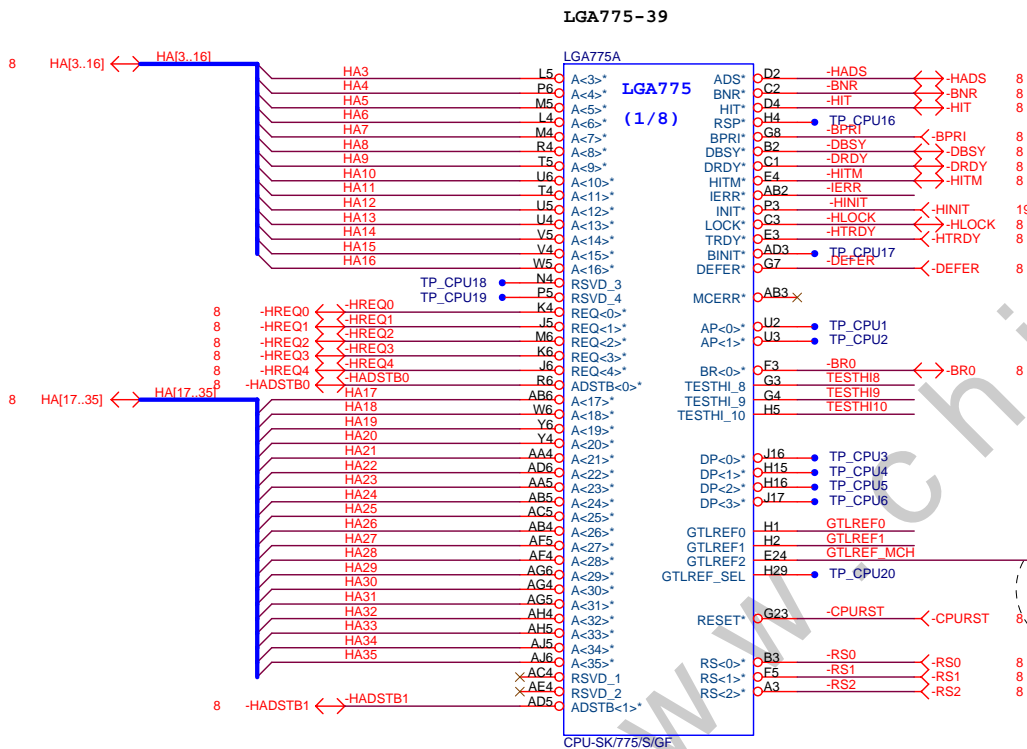 LGA775-39
LGA775A
LGA775
(1/8)
8 HA[3..16] HA[3..16]
HA3 L5 A<3>*
HA4 P6 A<4>*
HA5 M5 A<5>*
HA6 L4 A<6>*
HA7 M4 A<7>*
HA8 R4 A<8>*
HA9 T5 A<9>
HA10 U6 A<10>*
HA11 T4 A<11>*
HA12 U5 A<12>*
HA13 U4 A<13>*
HA14 V5 A<14>*
HA15 V4 A<15>*
HA16 W5 A<16>*
TP_CPU18 N4 RSVD_3
TP_CPU19 P5 RSVD_4
8 -HREQ0 -HREQ0 K4 REQ<0>*
8 -HREQ1 -HREQ1 J5 REQ<1>*
8 -HREQ2 -HREQ2 M6 REQ<2>*
8 -HREQ3 -HREQ3 K6 REQ<3>*
8 -HREQ4 -HREQ4 J6 REQ<4>*
8 -HADSTB0 -HADSTB0 R6 ADSTB<0>*
8 HA[17..35] HA[17..35]
HA17 AB6 A<17>*
HA18 W6 A<18>*
HA19 Y6 A<19>*
HA20 Y4 A<20>*
HA21 AA4 A<21>*
HA22 AD6 A<22>*
HA23 AA5 A<23>*
HA24 AB5 A<24>*
HA25 AC5 A<25>*
HA26 AB4 A<26>*
HA27 AF5 A<27>*
HA28 AF4 A<28>*
HA29 AG6 A<29>*
HA30 AG4 A<30>*
HA31 AG5 A<31>*
HA32 AH4 A<32>*
HA33 AH5 A<33>*
HA34 AJ5 A<34>*
HA35 AJ6 A<35>*
AC4 RSVD_1
AE4 RSVD_2
8 -HADSTB1 -HADSTB1 AD5 ADSTB<1>*
ADS* D2 -HADS -HADS 8
BNR* C2 -BNR -BNR 8
HIT* D4 -HIT -HIT 8
RSP* H4 TP_CPU16
BPRI* G8 -BPRI -BPRI 8
DBSY* B2 -DBSY -DBSY 8
DRDY* C1 -DRDY -DRDY 8
HITM* E4 -HITM -HITM 8
IERR* AB2 -IERR
INIT* P3 -HINIT -HINIT 19
LOCK* C3 -HLOCK -HLOCK 8
TRDY* E3 -HTRDY -HTRDY 8
BINIT* AD3 TP_CPU17
DEFER* G7 -DEFER -DEFER 8
MCERR* AB3
AP<0>* U2 TP_CPU1
AP<1>* U3 TP_CPU2
BR<0>* F3 -BR0 -BR0 8
TESTHI_8 G3 TESTHI8
TESTHI_9 G4 TESTHI9
TESTHI_10 H5 TESTHI10
DP<0>* J16 TP_CPU3
DP<1>* H15 TP_CPU4
DP<2>* H16 TP_CPU5
DP<3>* J17 TP_CPU6
GTLREF0 H1 GTLREF0
GTLREF1 H2 GTLREF1
GTLREF2 E24 GTLREF_MCH
GTLREF_SEL H29 TP_CPU20
RESET* G23 -CPURST -CPURST 8
RS<0>* B3 -RS0 -RS0 8
RS<1>* F5 -RS1 -RS1 8
RS<2>* A3 -RS2 -RS2 8
CPU-SK/775/S/GF
w w . c h i